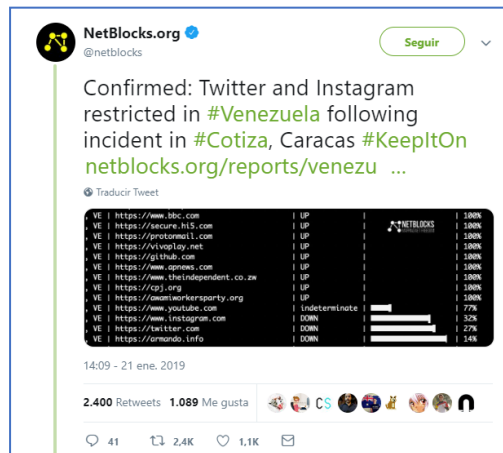 NetBlocks.org
@netblocks
Seguir
Confirmed: Twitter and Instagram
restricted in #Venezuela following
incident in #Cotiza, Caracas #KeepItOn
netblocks.org/reports/venezu ...
Traducir Tweet
NETBLOCKS
, VE | https://www.bbc.com | UP | | 100%
, VE | https://secure.hi5.com | UP | | 100%
, VE | https://protonmail.com | UP | | 100%
, VE | https://vivoplay.net | UP | | 100%
, VE | https://github.com | UP | | 100%
, VE | https://www.apnews.com | UP | | 100%
, VE | https://www.theindependent.co.zw | UP | | 100%
, VE | https://cpj.org | UP | | 100%
, VE | https://awamiworkersparty.org | UP | | 100%
, VE | https://www.youtube.com | indeterminate | | 77%
, VE | https://www.instagram.com | DOWN | | 32%
, VE | https://twitter.com | DOWN | | 27%
, VE | https://armando.info | DOWN | | 14%
14:09 - 21 ene. 2019
2.400 Retweets 1.089 Me gusta
CS
41 2,4K 1,1K